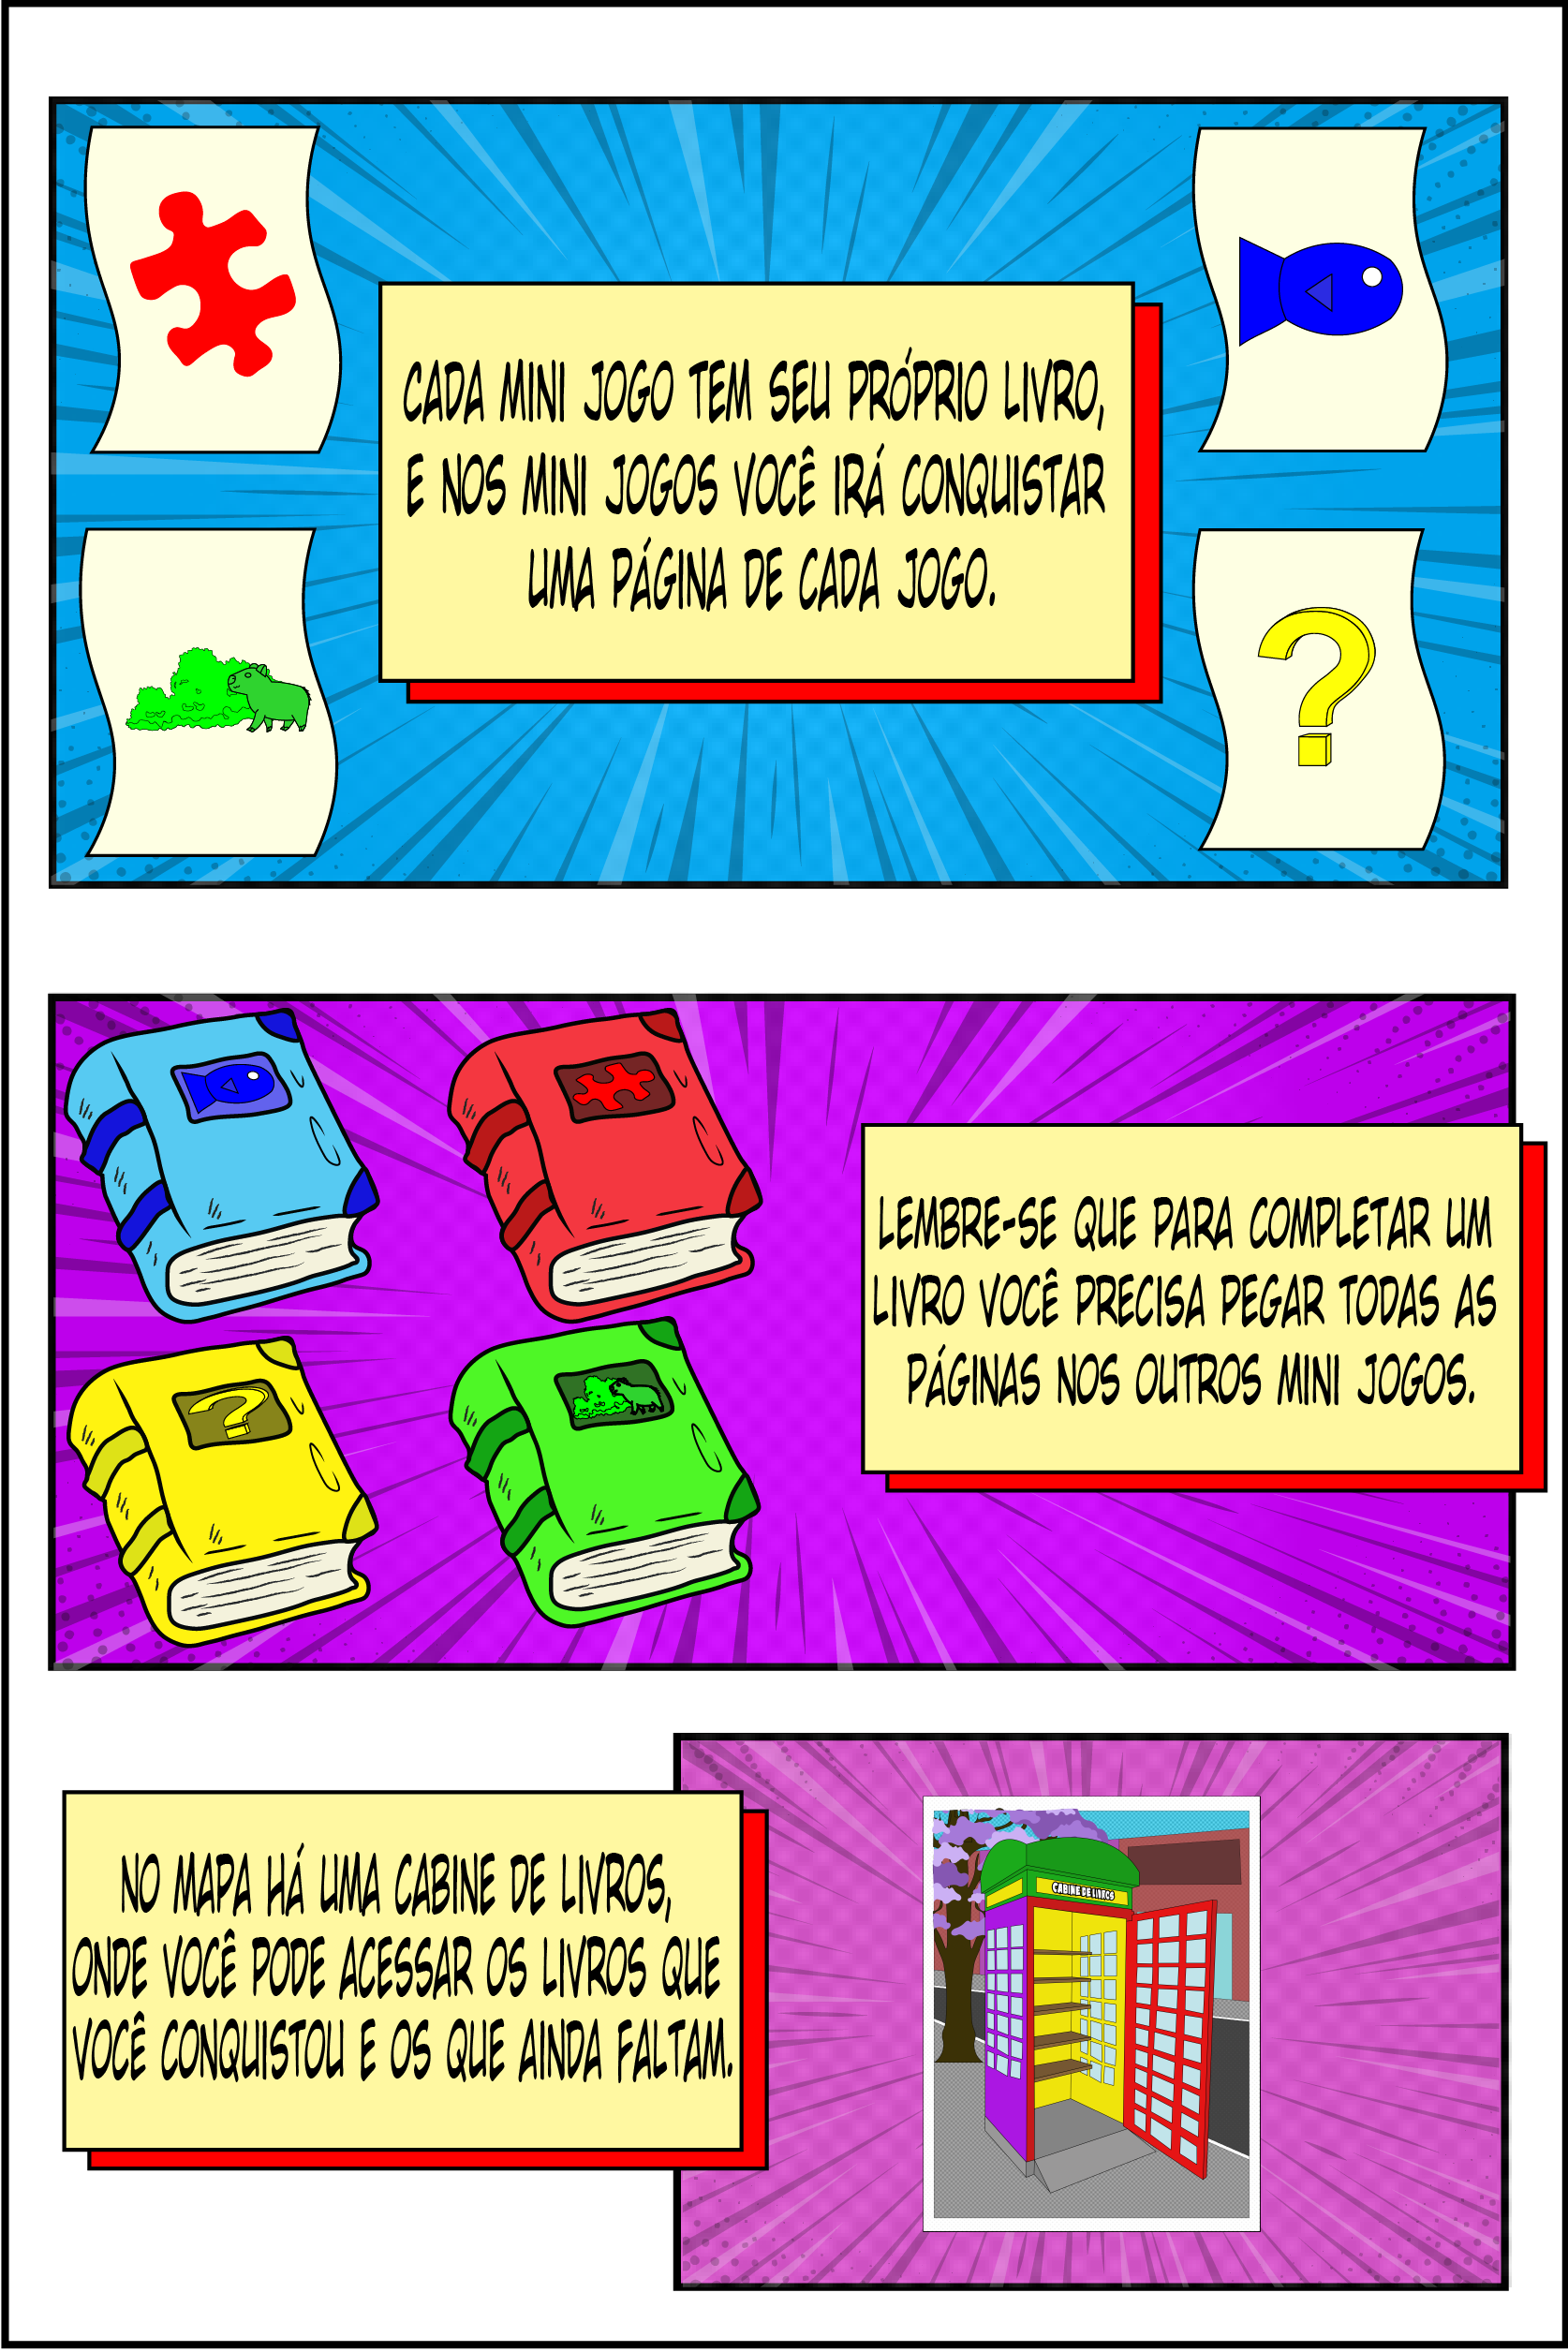 CADA MINI JOGO TEM SEU PRÓPRIO LIVRO,
E NOS MINI JOGOS VOCÊ IRÁ CONQUISTAR
UMA PÁGINA DE CADA JOGO.
?
?
LEMBRE-SE QUE PARA COMPLETAR UM
LIVRO VOCÊ PRECISA PEGAR TODAS AS
PÁGINAS NOS OUTROS MINI JOGOS.
NO MAPA HÁ UMA CABINE DE LIVROS,
ONDE VOCÊ PODE ACESSAR OS LIVROS QUE
VOCÊ CONQUISTOU E OS QUE AINDA FALTAM.
CABINE DE LIVROS